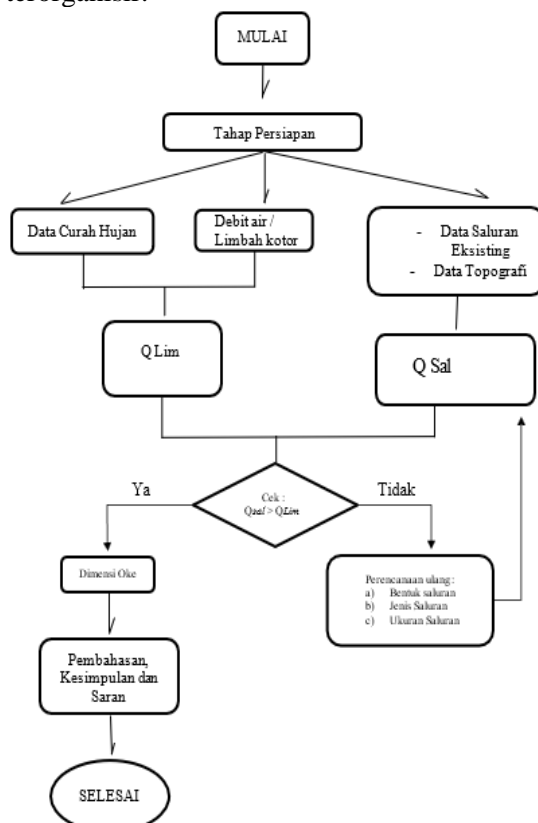 terorganisir.
MULAI
Tahap Persiapan
Data Curah Hujan
Debit air /
Limbah kotor
- Data Saluran
Eksisting
- Data Topografi
Q Lim
Q Sal
Cek :
Qsal > QLim
Ya
Tidak
Dimensi Oke
Perencanaan ulang :
a) Bentuk saluran
b) Jenis Saluran
c) Ukuran Saluran
Pembahasan,
Kesimpulan dan
Saran
SELESAI